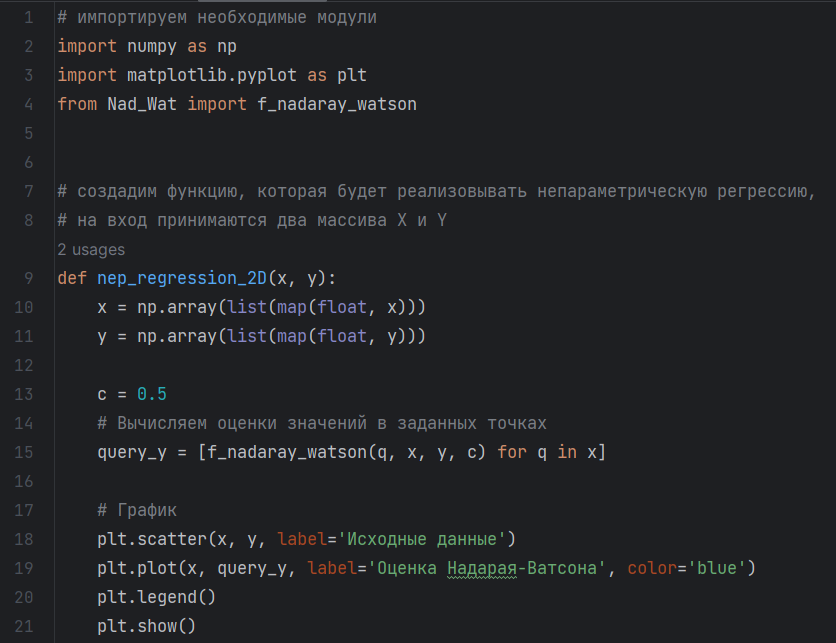 1 # импортируем необходимые модули
2 import numpy as np
3 import matplotlib.pyplot as plt
4 from Nad_Wat import f_nadaray_watson
5
6
7 # создадим функцию, которая будет реализовывать непараметрическую регрессию,
8 # на вход принимаются два массива X и Y
2 usages
9 def nep_regression_2D(x, y):
10     x = np.array(list(map(float, x)))
11     y = np.array(list(map(float, y)))
12
13     c = 0.5
14     # Вычисляем оценки значений в заданных точках
15     query_y = [f_nadaray_watson(q, x, y, c) for q in x]
16
17     # График
18     plt.scatter(x, y, label='Исходные данные')
19     plt.plot(x, query_y, label='Оценка Надарая-Ватсона', color='blue')
20     plt.legend()
21     plt.show()